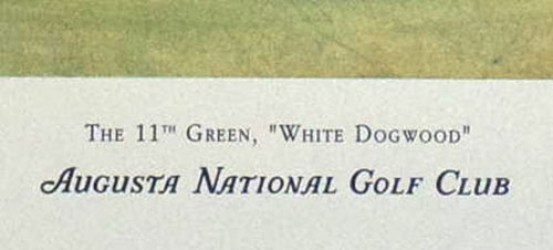 The 11th Green, "White Dogwood"
Augusta National Golf Club